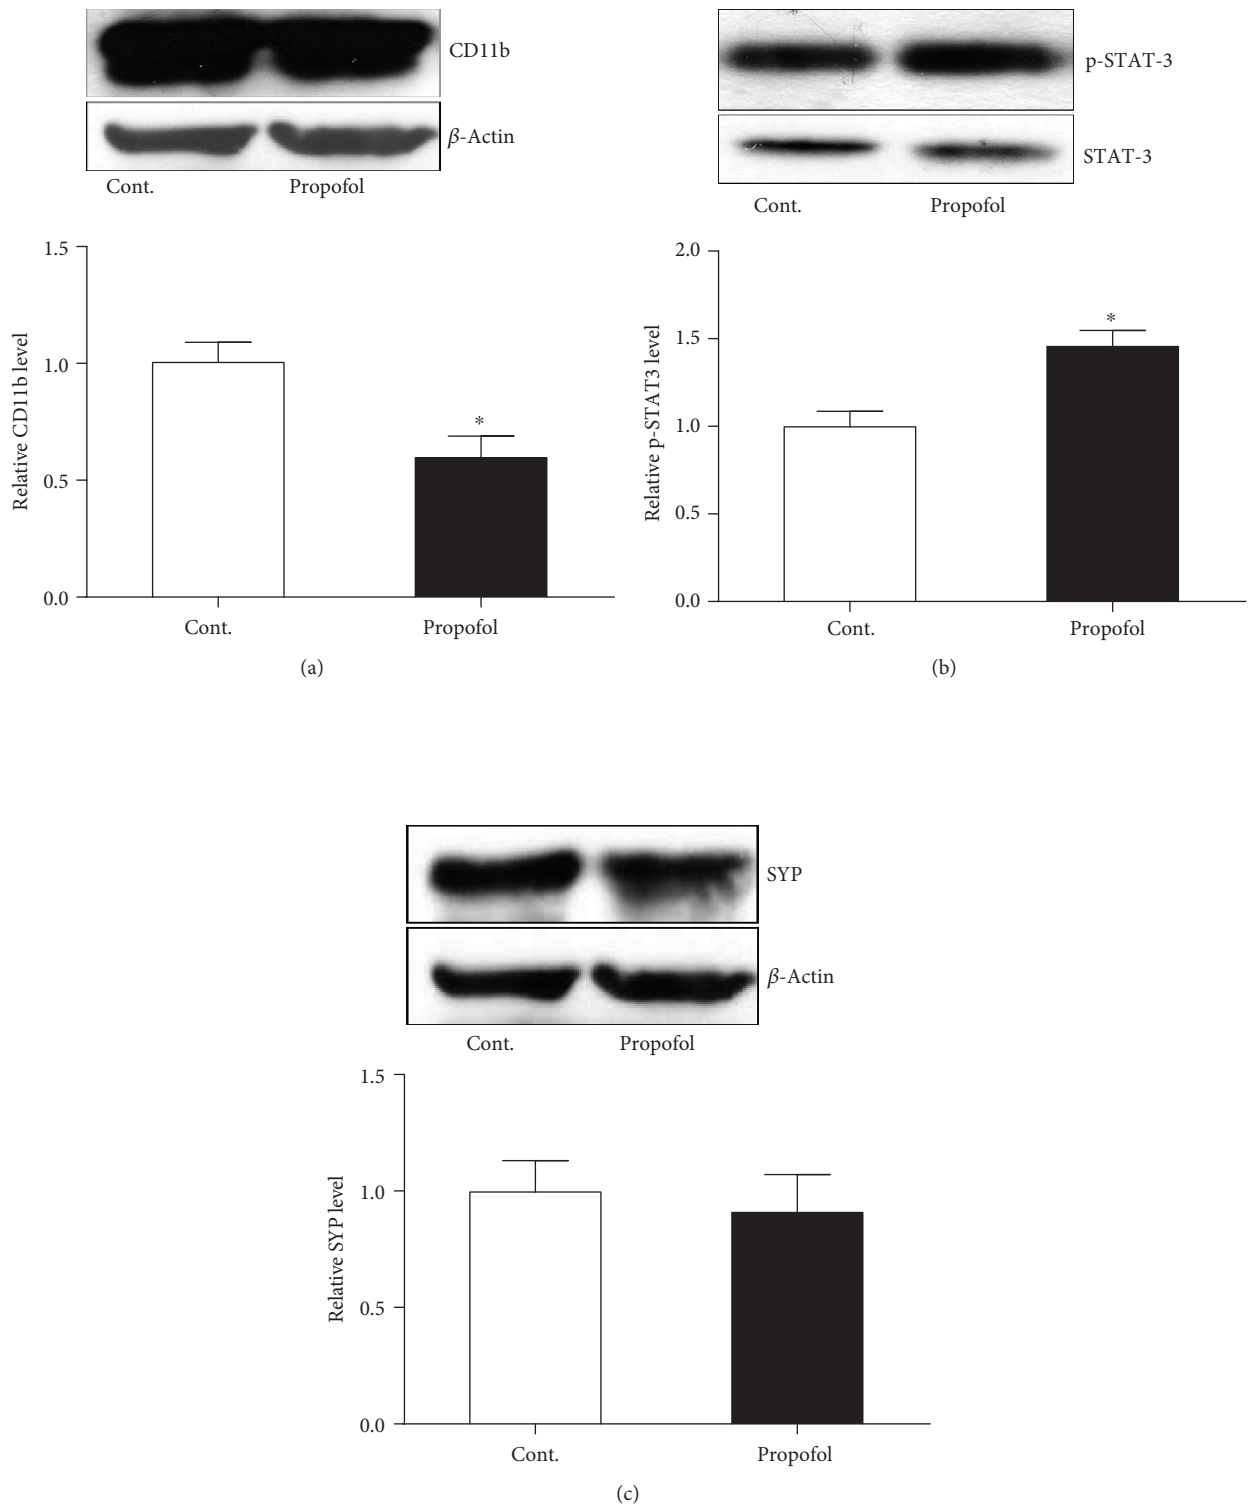 CD11b
β-Actin
Cont. Propofol
1.5
1.0
0.5
0.0
Relative CD11b level
*
Cont. Propofol
(a)
p-STAT-3
STAT-3
Cont. Propofol
2.0
1.5
1.0
0.5
0.0
Relative p-STAT3 level
*
Cont. Propofol
(b)
SYP
β-Actin
Cont. Propofol
1.5
1.0
0.5
0.0
Relative SYP level
Cont. Propofol
(c)